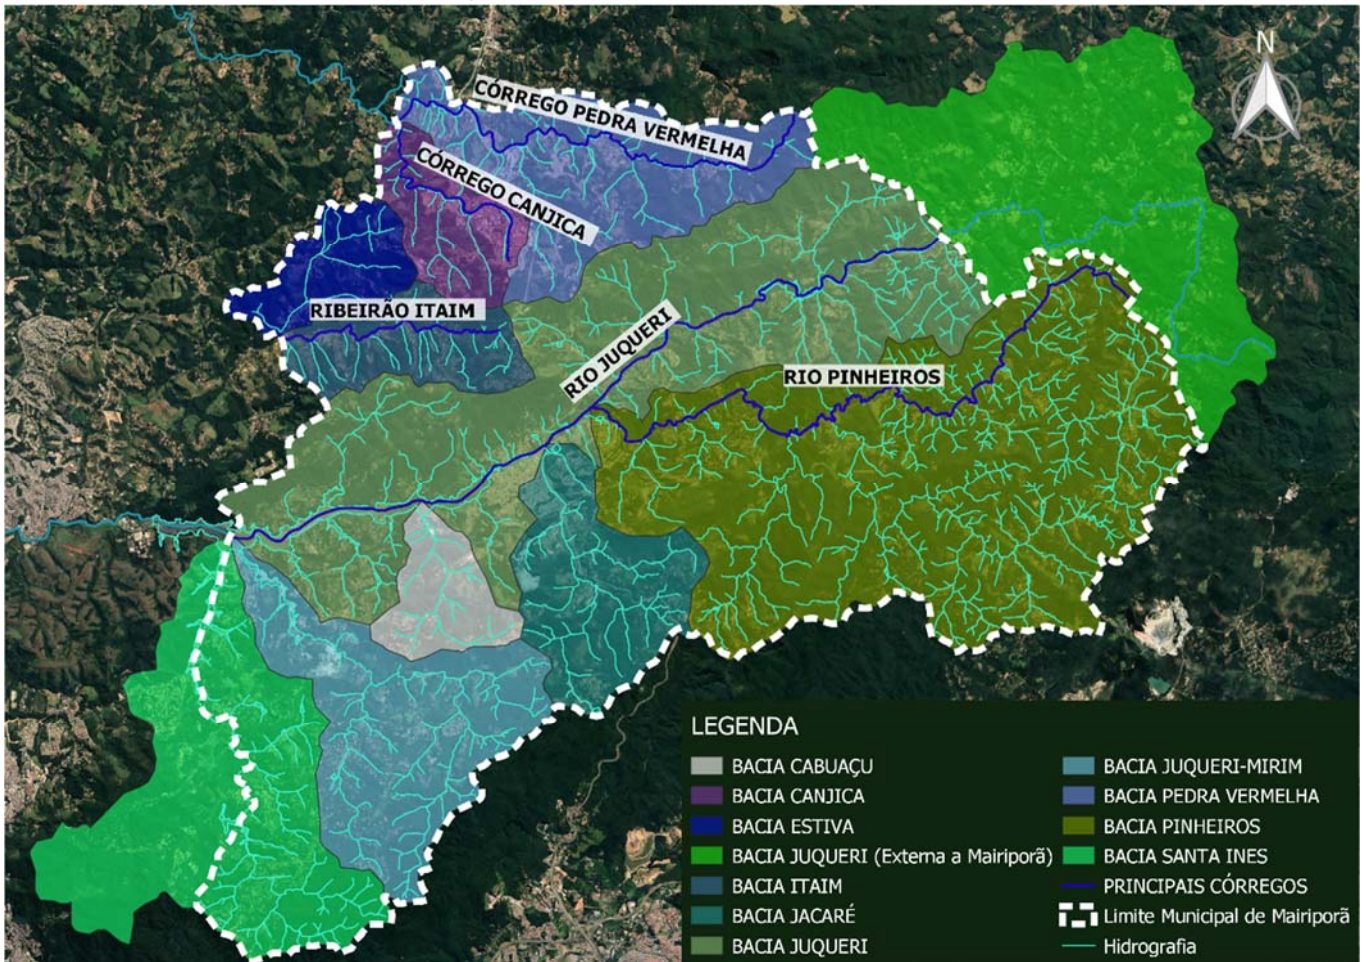 N
CÓRREGO PEDRA VERMELHA
CÓRREGO CANJICA
RIBEIRÃO ITAIM
RIO JUQUERI
RIO PINHEIROS
LEGENDA
BACIA CABUAÇU
BACIA CANJICA
BACIA ESTIVA
BACIA JUQUERI (Externa a Mairiporã)
BACIA ITAIM
BACIA JACARÉ
BACIA JUQUERI
BACIA JUQUERI-MIRIM
BACIA PEDRA VERMELHA
BACIA PINHEIROS
BACIA SANTA INES
PRINCIPAIS CÓRREGOS
Limite Municipal de Mairiporã
Hidrografia